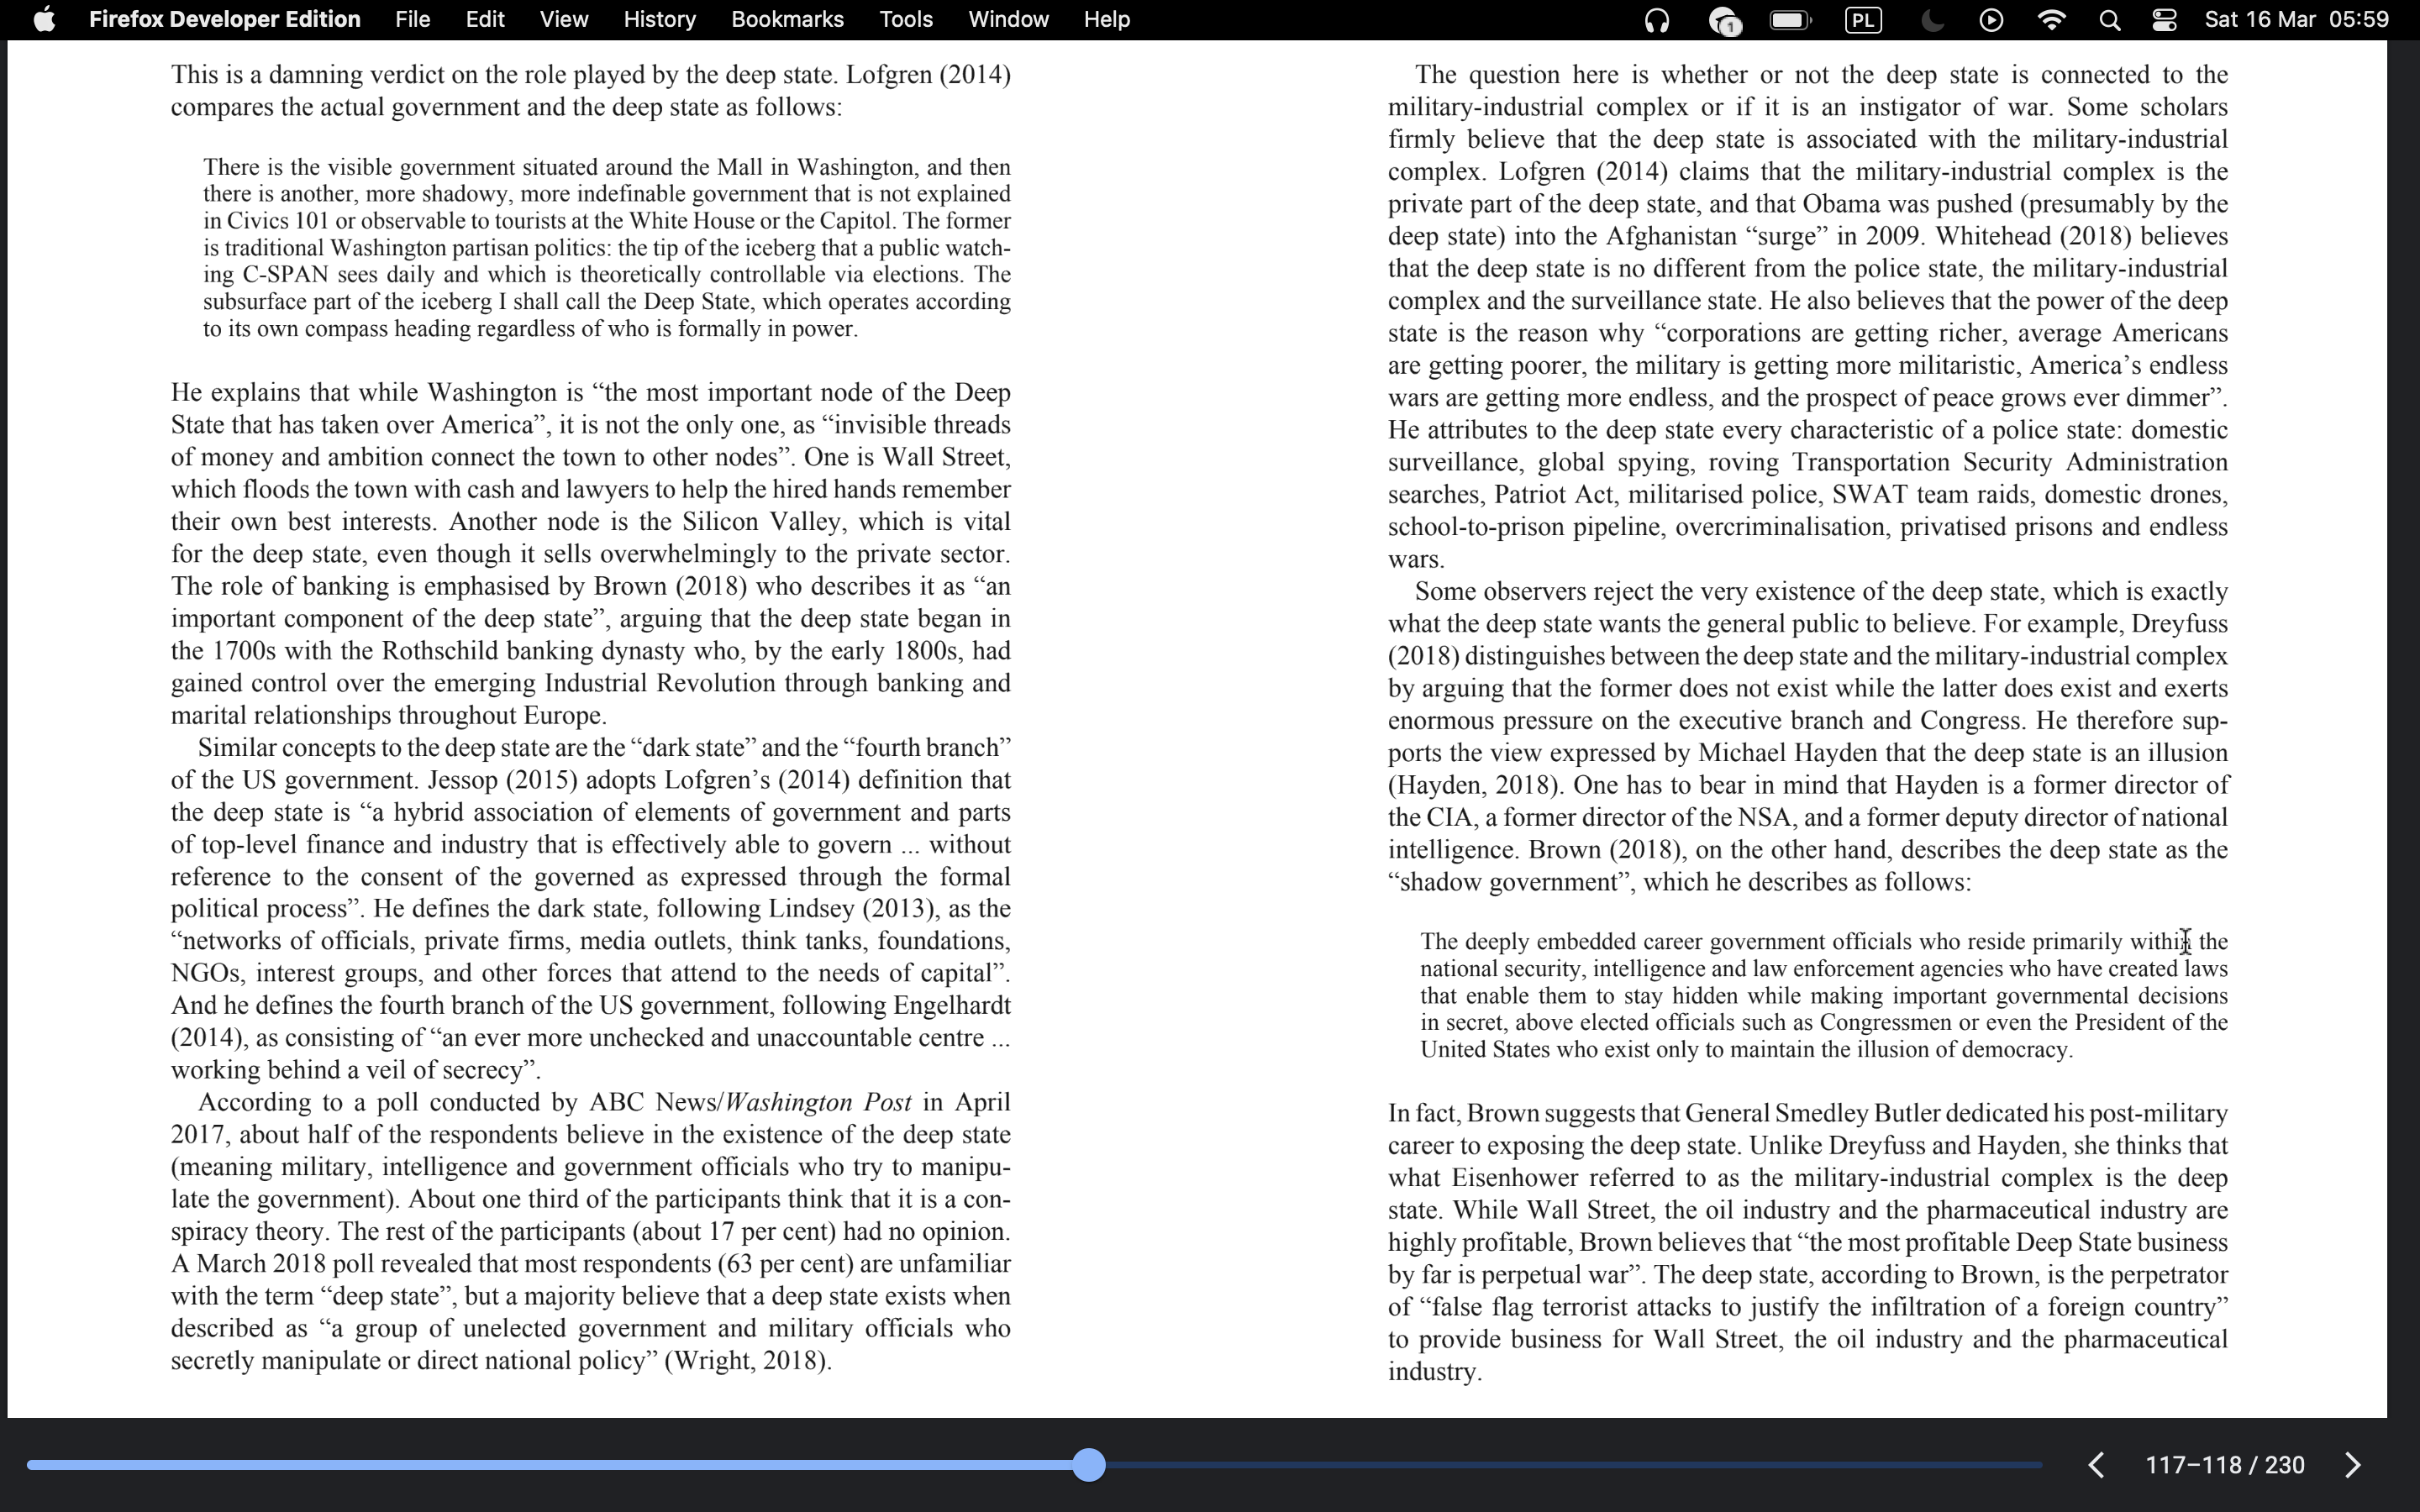 Firefox Developer Edition File Edit View History Bookmarks Tools Window Help 1 PL Sat 16 Mar 05:59
This is a damning verdict on the role played by the deep state. Lofgren (2014)
compares the actual government and the deep state as follows:
There is the visible government situated around the Mall in Washington, and then
there is another, more shadowy, more indefinable government that is not explained
in Civics 101 or observable to tourists at the White House or the Capitol. The former
is traditional Washington partisan politics: the tip of the iceberg that a public watch-
ing C-SPAN sees daily and which is theoretically controllable via elections. The
subsurface part of the iceberg I shall call the Deep State, which operates according
to its own compass heading regardless of who is formally in power.
He explains that while Washington is “the most important node of the Deep
State that has taken over America”, it is not the only one, as “invisible threads
of money and ambition connect the town to other nodes”. One is Wall Street,
which floods the town with cash and lawyers to help the hired hands remember
their own best interests. Another node is the Silicon Valley, which is vital
for the deep state, even though it sells overwhelmingly to the private sector.
The role of banking is emphasised by Brown (2018) who describes it as “an
important component of the deep state”, arguing that the deep state began in
the 1700s with the Rothschild banking dynasty who, by the early 1800s, had
gained control over the emerging Industrial Revolution through banking and
marital relationships throughout Europe.
Similar concepts to the deep state are the “dark state” and the “fourth branch”
of the US government. Jessop (2015) adopts Lofgren’s (2014) definition that
the deep state is “a hybrid association of elements of government and parts
of top-level finance and industry that is effectively able to govern ... without
reference to the consent of the governed as expressed through the formal
political process”. He defines the dark state, following Lindsey (2013), as the
“networks of officials, private firms, media outlets, think tanks, foundations,
NGOs, interest groups, and other forces that attend to the needs of capital”.
And he defines the fourth branch of the US government, following Engelhardt
(2014), as consisting of “an ever more unchecked and unaccountable centre ...
working behind a veil of secrecy”.
According to a poll conducted by ABC News/Washington Post in April
2017, about half of the respondents believe in the existence of the deep state
(meaning military, intelligence and government officials who try to manipu-
late the government). About one third of the participants think that it is a con-
spiracy theory. The rest of the participants (about 17 per cent) had no opinion.
A March 2018 poll revealed that most respondents (63 per cent) are unfamiliar
with the term “deep state”, but a majority believe that a deep state exists when
described as “a group of unelected government and military officials who
secretly manipulate or direct national policy” (Wright, 2018).
The question here is whether or not the deep state is connected to the
military-industrial complex or if it is an instigator of war. Some scholars
firmly believe that the deep state is associated with the military-industrial
complex. Lofgren (2014) claims that the military-industrial complex is the
private part of the deep state, and that Obama was pushed (presumably by the
deep state) into the Afghanistan “surge” in 2009. Whitehead (2018) believes
that the deep state is no different from the police state, the military-industrial
complex and the surveillance state. He also believes that the power of the deep
state is the reason why “corporations are getting richer, average Americans
are getting poorer, the military is getting more militaristic, America’s endless
wars are getting more endless, and the prospect of peace grows ever dimmer”.
He attributes to the deep state every characteristic of a police state: domestic
surveillance, global spying, roving Transportation Security Administration
searches, Patriot Act, militarised police, SWAT team raids, domestic drones,
school-to-prison pipeline, overcriminalisation, privatised prisons and endless
wars.
Some observers reject the very existence of the deep state, which is exactly
what the deep state wants the general public to believe. For example, Dreyfuss
(2018) distinguishes between the deep state and the military-industrial complex
by arguing that the former does not exist while the latter does exist and exerts
enormous pressure on the executive branch and Congress. He therefore sup-
ports the view expressed by Michael Hayden that the deep state is an illusion
(Hayden, 2018). One has to bear in mind that Hayden is a former director of
the CIA, a former director of the NSA, and a former deputy director of national
intelligence. Brown (2018), on the other hand, describes the deep state as the
“shadow government”, which he describes as follows:
The deeply embedded career government officials who reside primarily within the
national security, intelligence and law enforcement agencies who have created laws
that enable them to stay hidden while making important governmental decisions
in secret, above elected officials such as Congressmen or even the President of the
United States who exist only to maintain the illusion of democracy.
In fact, Brown suggests that General Smedley Butler dedicated his post-military
career to exposing the deep state. Unlike Dreyfuss and Hayden, she thinks that
what Eisenhower referred to as the military-industrial complex is the deep
state. While Wall Street, the oil industry and the pharmaceutical industry are
highly profitable, Brown believes that “the most profitable Deep State business
by far is perpetual war”. The deep state, according to Brown, is the perpetrator
of “false flag terrorist attacks to justify the infiltration of a foreign country”
to provide business for Wall Street, the oil industry and the pharmaceutical
industry.
117–118 / 230